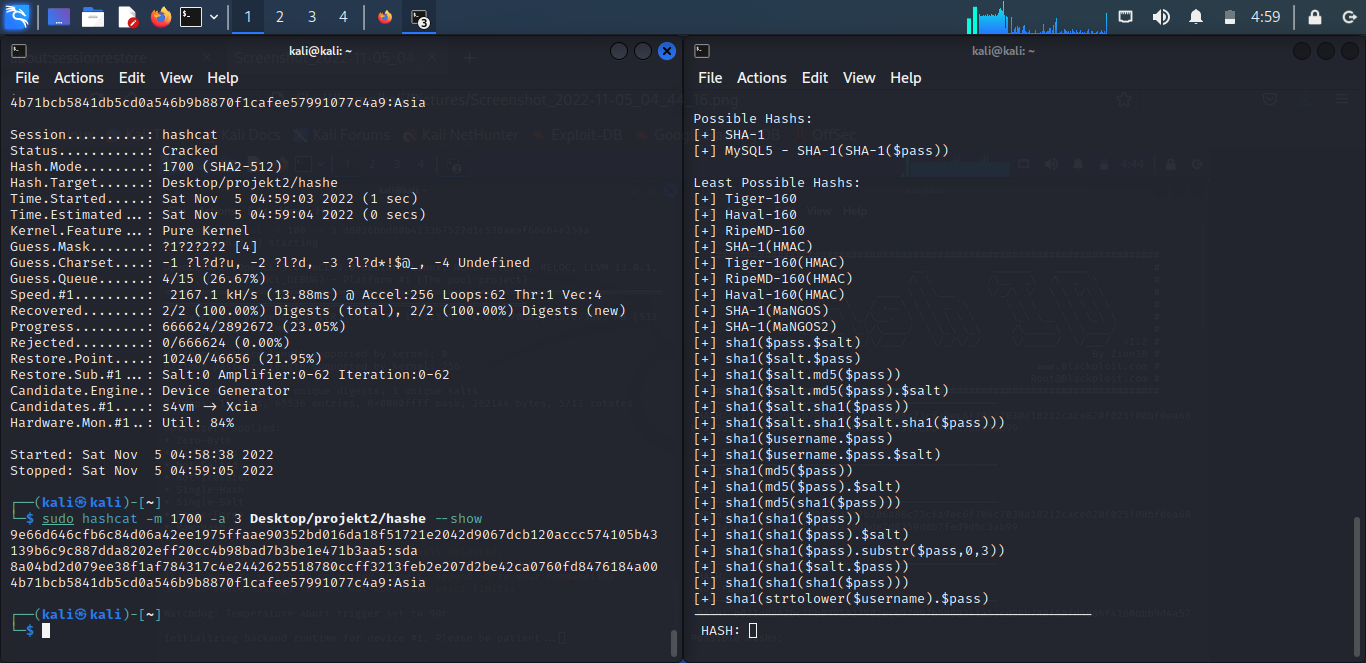 1 2 3 4
3
4:59
kali@kali: ~
File Actions Edit View Help
4b71bcb5841db5cd0a546b9b8870f1cafee57991077c4a9:Asia
Session..........: hashcat
Status...........: Cracked
Hash.Mode........: 1700 (SHA2-512)
Hash.Target......: Desktop/projekt2/hashe
Time.Started.....: Sat Nov  5 04:59:03 2022 (1 sec)
Time.Estimated...: Sat Nov  5 04:59:04 2022 (0 secs)
Kernel.Feature...: Pure Kernel
Guess.Mask.......: ?1?2?2?2 [4]
Guess.Charset....: -1 ?l?d?u, -2 ?l?d, -3 ?l?d*!$@_, -4 Undefined
Guess.Queue......: 4/15 (26.67%)
Speed.#1.........:  2167.1 kH/s (13.88ms) @ Accel:256 Loops:62 Thr:1 Vec:4
Recovered........: 2/2 (100.00%) Digests (total), 2/2 (100.00%) Digests (new)
Progress.........: 666624/2892672 (23.05%)
Rejected.........: 0/666624 (0.00%)
Restore.Point....: 10240/46656 (21.95%)
Restore.Sub.#1...: Salt:0 Amplifier:0-62 Iteration:0-62
Candidate.Engine.: Device Generator
Candidates.#1....: s4vm -> Xcia
Hardware.Mon.#1..: Util: 84%
Started: Sat Nov  5 04:58:38 2022
Stopped: Sat Nov  5 04:59:05 2022
┌──(kali㉿kali)-[~]
└─$ sudo hashcat -m 1700 -a 3 Desktop/projekt2/hashe --show
9e66d646cfb6c84d06a42ee1975ffaae90352bd016da18f51721e2042d9067dcb120accc574105b43
139b6c9c887dda8202eff20cc4b98bad7b3be1e471b3aa5:sda
8a04bd2d079ee38f1af784317c4e2442625518780ccff3213feb2e207d2be42ca0760fd8476184a00
4b71bcb5841db5cd0a546b9b8870f1cafee57991077c4a9:Asia
┌──(kali㉿kali)-[~]
└─$
kali@kali: ~
File Actions Edit View Help
Possible Hashs:
[+] SHA-1
[+] MySQL5 - SHA-1(SHA-1($pass))
Least Possible Hashs:
[+] Tiger-160
[+] Haval-160
[+] RipeMD-160
[+] SHA-1(HMAC)
[+] Tiger-160(HMAC)
[+] RipeMD-160(HMAC)
[+] Haval-160(HMAC)
[+] SHA-1(MaNGOS)
[+] SHA-1(MaNGOS2)
[+] sha1($pass.$salt)
[+] sha1($salt.$pass)
[+] sha1($salt.md5($pass))
[+] sha1($salt.md5($pass).$salt)
[+] sha1($salt.sha1($pass))
[+] sha1($salt.sha1($salt.sha1($pass)))
[+] sha1($username.$pass)
[+] sha1($username.$pass.$salt)
[+] sha1(md5($pass))
[+] sha1(md5($pass).$salt)
[+] sha1(md5(sha1($pass)))
[+] sha1(sha1($pass))
[+] sha1(sha1($pass).$salt)
[+] sha1(sha1($pass).substr($pass,0,3))
[+] sha1(sha1($salt.$pass))
[+] sha1(sha1(sha1($pass)))
[+] sha1(strtolower($username).$pass)
HASH: